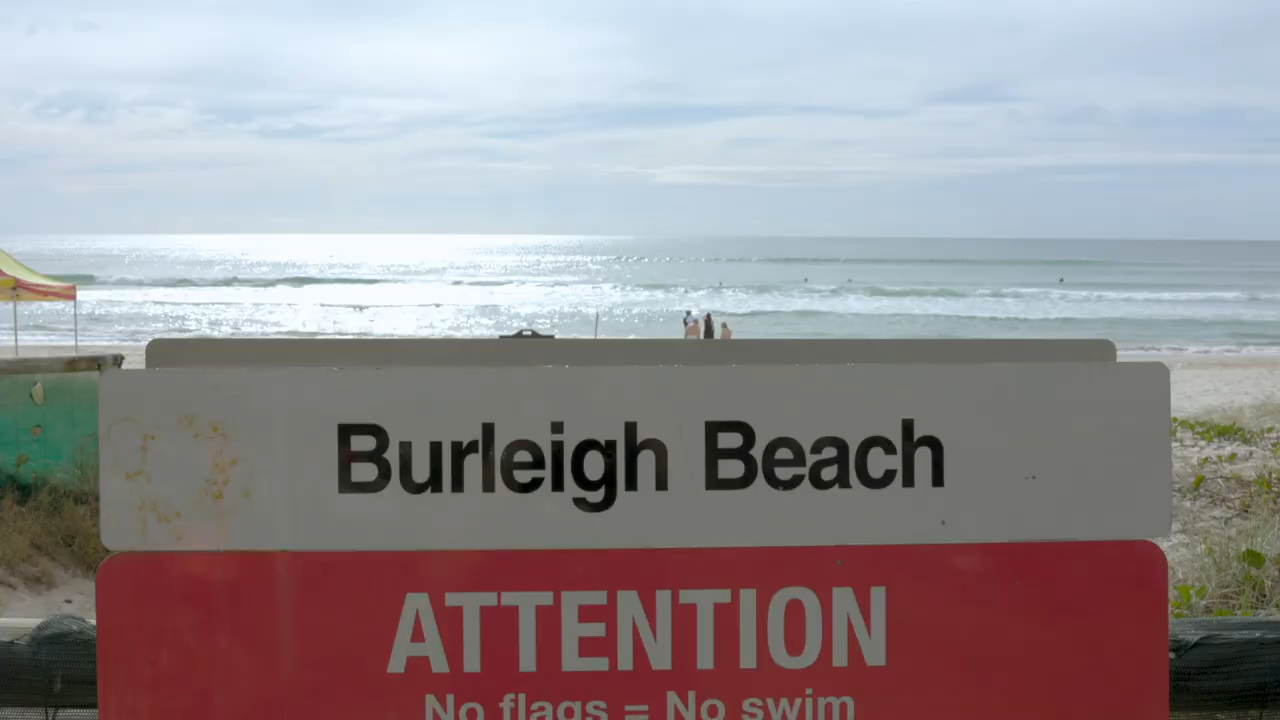 Burleigh Beach
ATTENTION
No flags = No swim